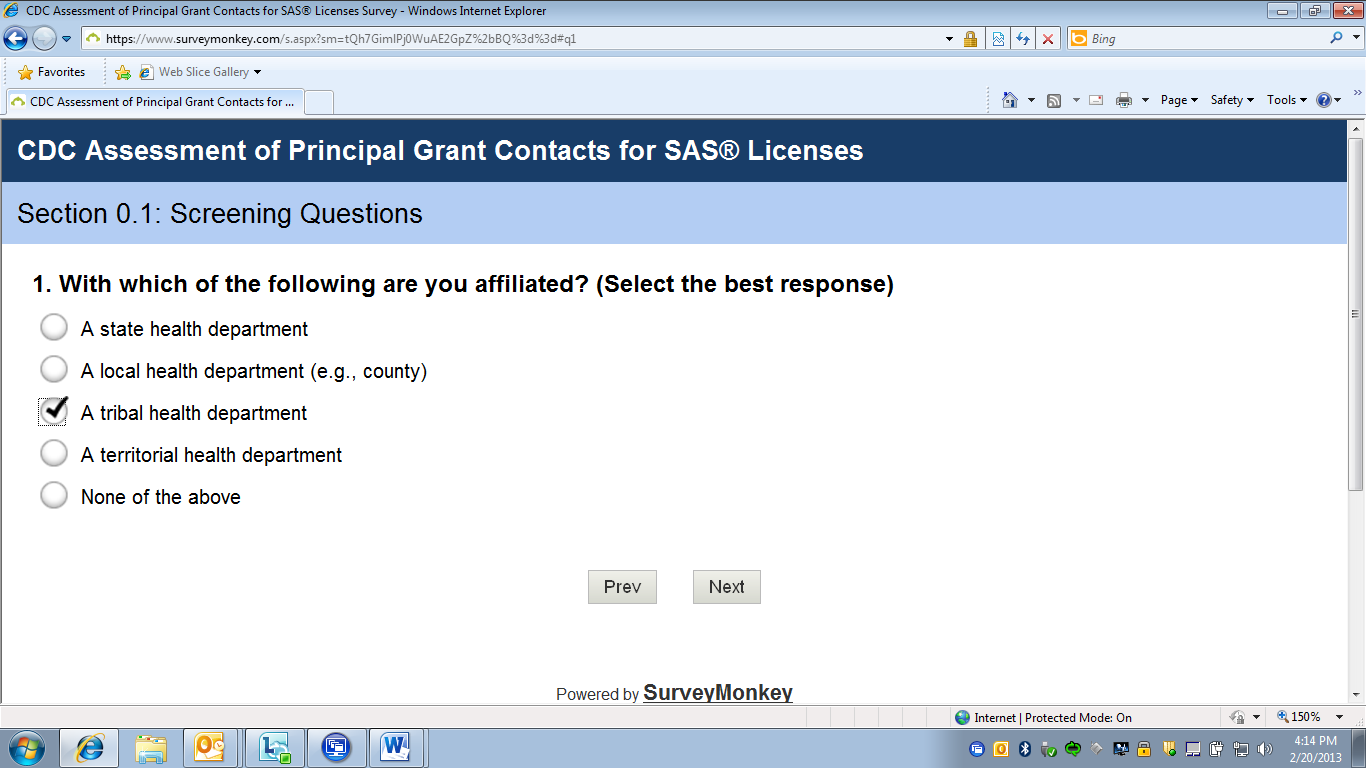 CDC Assessment of Principal Grant Contacts for SAS® Licenses Survey - Windows Internet Explorer
https://www.surveymonkey.com/s.aspx?sm=tQh7GimIPj0WuAE2GpZ%2bBQ%3d%3d#q1
Bing
Favorites
Web Slice Gallery
CDC Assessment of Principal Grant Contacts for ...
Page
Safety
Tools
CDC Assessment of Principal Grant Contacts for SAS® Licenses
Section 0.1: Screening Questions
1. With which of the following are you affiliated? (Select the best response)
A state health department
A local health department (e.g., county)
A tribal health department
A territorial health department
None of the above
Prev
Next
Powered by SurveyMonkey
Internet | Protected Mode: On
150%
4:14 PM
2/20/2013